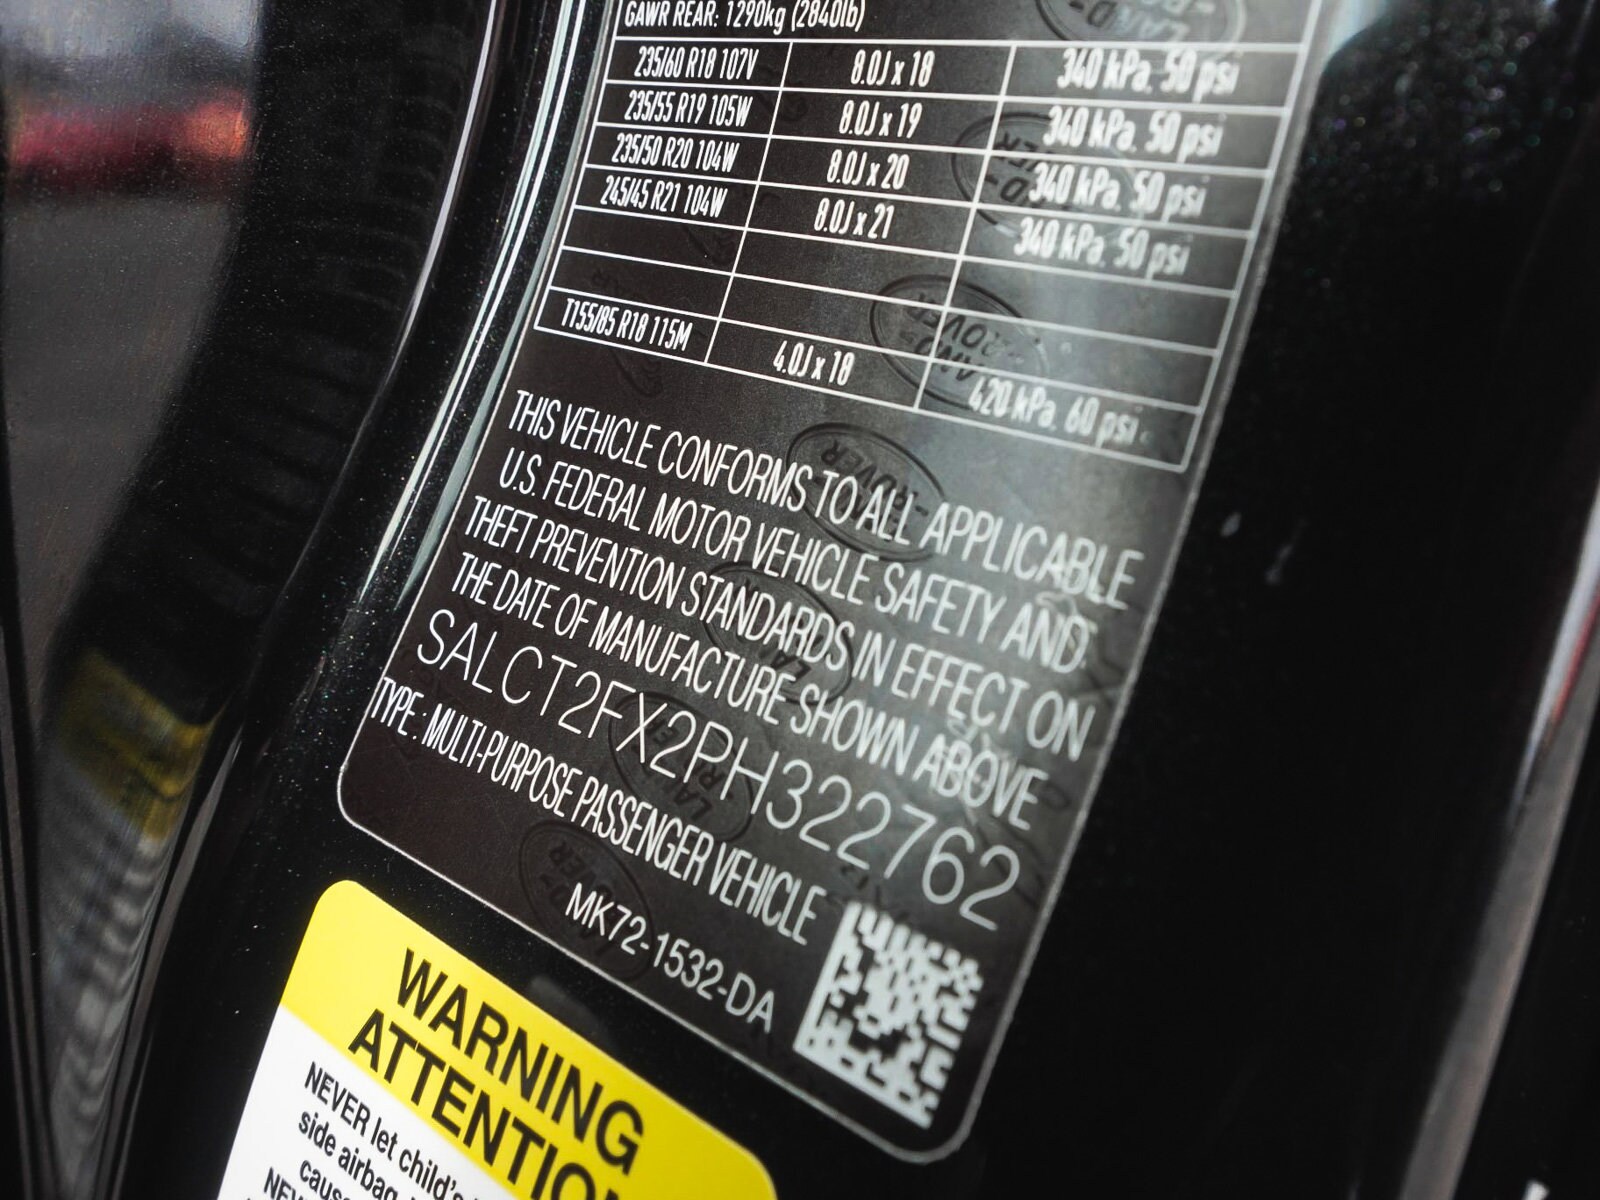 GAWR REAR: 1290kg (2840lb)
235/60 R18 107V 8.0J x 18 340 kPa. 50 psi
235/55 R19 105W 8.0J x 19 340 kPa. 50 psi
235/50 R20 104W 8.0J x 20 340 kPa. 50 psi
245/45 R21 104W 8.0J x 21 340 kPa. 50 psi
T155/85 R18 115M 4.0J x 18 420 kPa. 60 psi
THIS VEHICLE CONFORMS TO ALL APPLICABLE
U.S. FEDERAL MOTOR VEHICLE SAFETY AND
THEFT PREVENTION STANDARDS IN EFFECT ON
THE DATE OF MANUFACTURE SHOWN ABOVE
SALCT2FX2PH322762
TYPE : MULTI-PURPOSE PASSENGER VEHICLE
MK72-1532-DA
WARNING
ATTENTION
NEVER let child's
side airbag